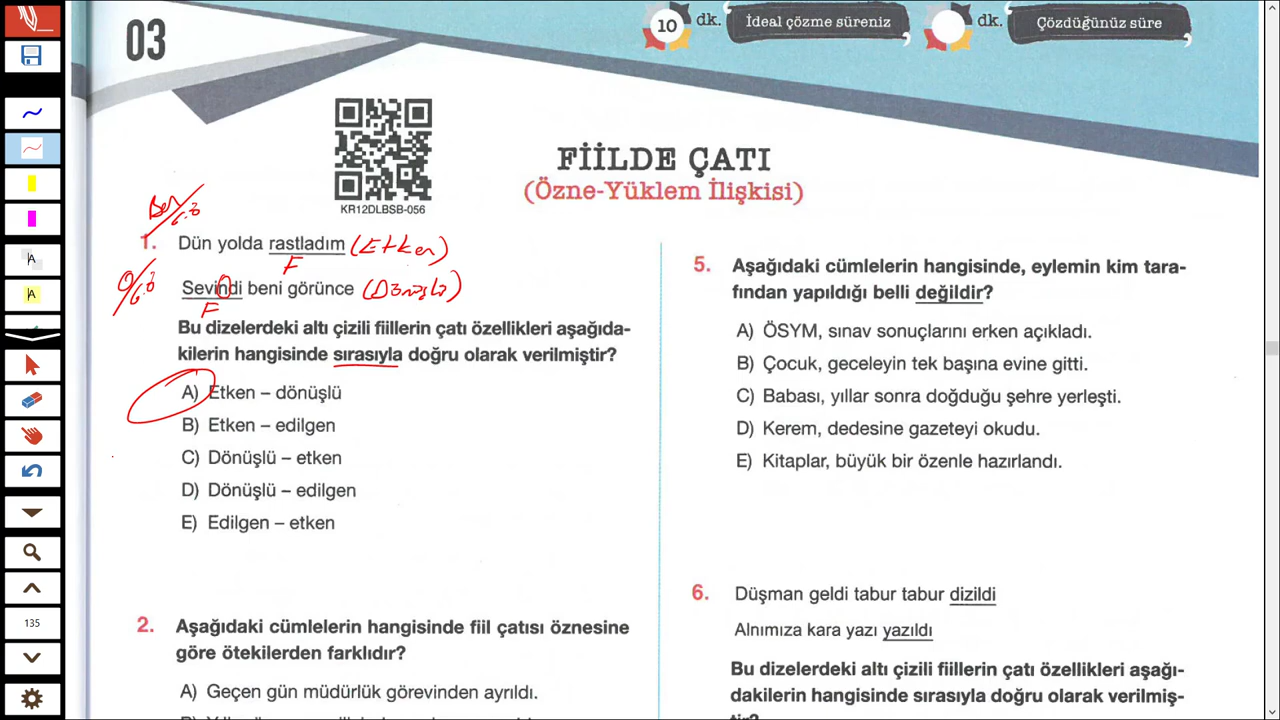 03
10 dk. İdeal çözme süreniz
dk. Çözdüğünüz süre
KR12DLBSB-056
FİİLDE ÇATI
(Özne-Yüklem İlişkisi)
Ben
G.Ö
1. Dün yolda rastladım (Etken)
F
O/G.Ö
Sevindi beni görünce (Dönüşlü)
F
Bu dizelerdeki altı çizili fiillerin çatı özellikleri aşağıda-
kilerin hangisinde sırasıyla doğru olarak verilmiştir?
A) Etken – dönüşlü
B) Etken – edilgen
C) Dönüşlü – etken
D) Dönüşlü – edilgen
E) Edilgen – etken
2. Aşağıdaki cümlelerin hangisinde fiil çatısı öznesine
göre ötekilerden farklıdır?
A) Geçen gün müdürlük görevinden ayrıldı.
5. Aşağıdaki cümlelerin hangisinde, eylemin kim tara-
fından yapıldığı belli değildir?
A) ÖSYM, sınav sonuçlarını erken açıkladı.
B) Çocuk, geceleyin tek başına evine gitti.
C) Babası, yıllar sonra doğduğu şehre yerleşti.
D) Kerem, dedesine gazeteyi okudu.
E) Kitaplar, büyük bir özenle hazırlandı.
6. Düşman geldi tabur tabur dizildi
Alnımıza kara yazı yazıldı
Bu dizelerdeki altı çizili fiillerin çatı özellikleri aşağı-
dakilerin hangisinde sırasıyla doğru olarak verilmiş-
tir?
A
A
135